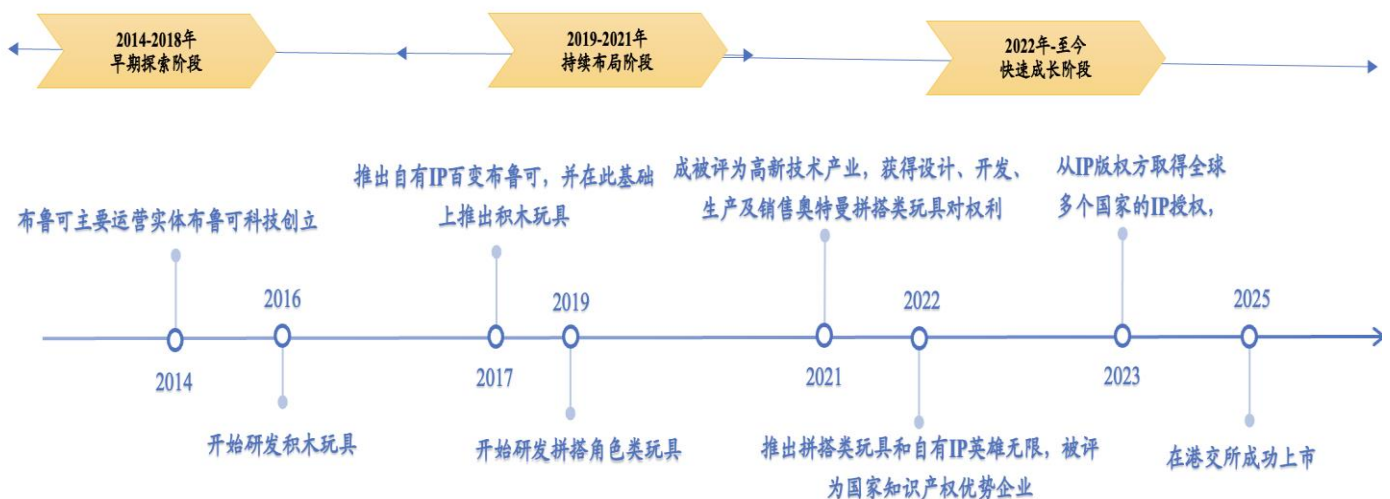 2014-2018年
早期探索阶段
2019-2021年
持续布局阶段
2022年-至今
快速成长阶段
布鲁可主要运营实体布鲁可科技创立
推出自有IP百变布鲁可，并在此基础
上推出积木玩具
成被评为高新技术产业，获得设计、开发、
生产及销售奥特曼拼搭类玩具对权利
从IP版权方取得全球
多个国家的IP授权，
2016
2019
2022
2025
2014
2017
2021
2023
开始研发积木玩具
开始研发拼搭角色类玩具
推出拼搭类玩具和自有IP英雄无限，被评
为国家知识产权优势企业
在港交所成功上市